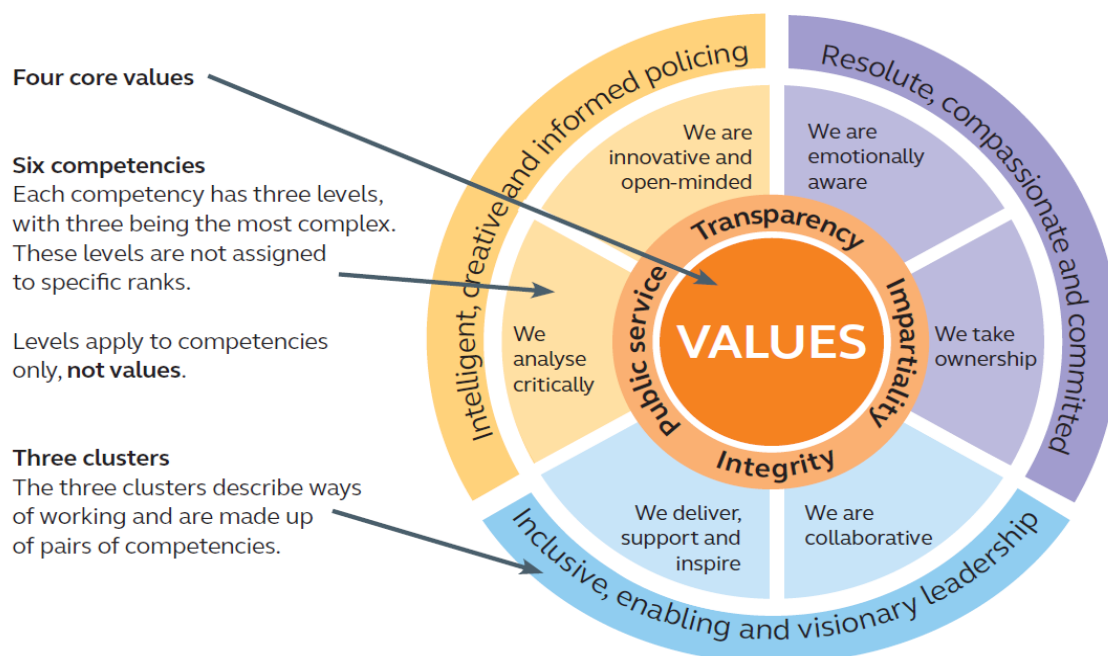 Four core values
Six competencies
Each competency has three levels,
with three being the most complex.
These levels are not assigned
to specific ranks.
Levels apply to competencies
only, not values.
Three clusters
The three clusters describe ways
of working and are made up
of pairs of competencies.
Intelligent, creative and informed policing
Resolute, compassionate and committed
Inclusive, enabling and visionary leadership
We are
innovative and
open-minded
We are
emotionally
aware
We
analyse
critically
We take
ownership
We deliver,
support and
inspire
We are
collaborative
Transparency
Impartiality
Integrity
Public service
VALUES